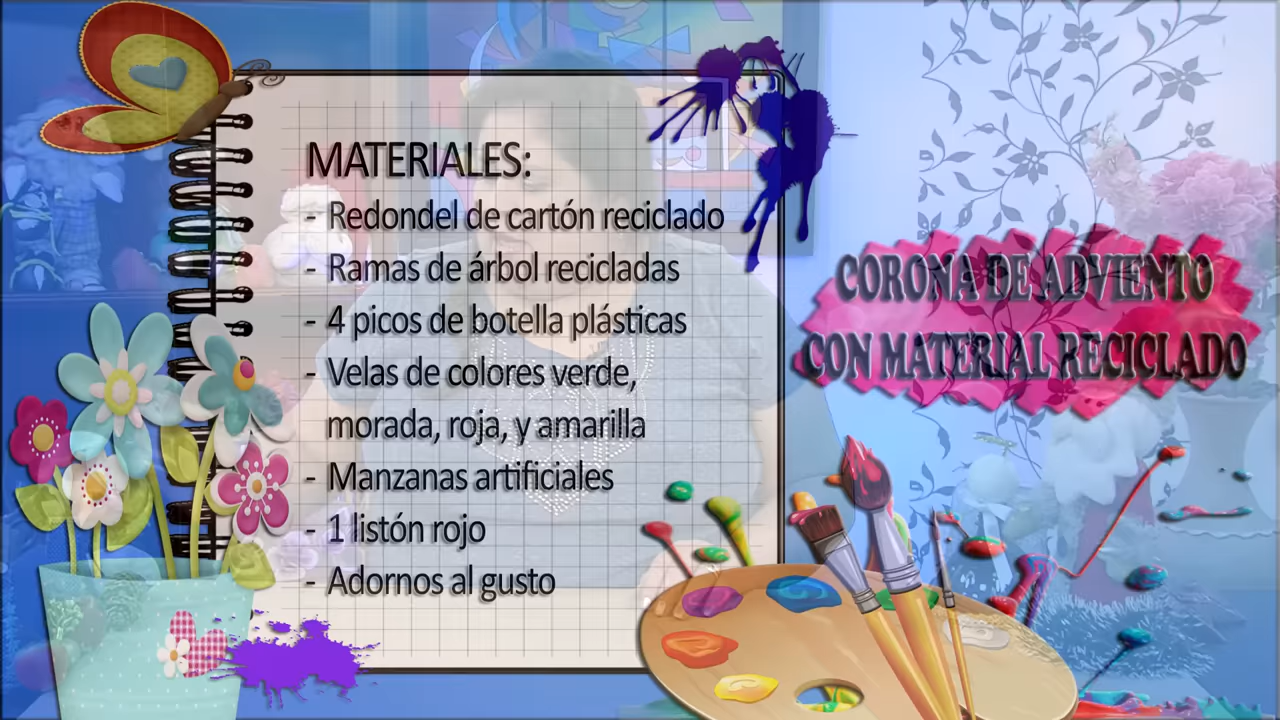 MATERIALES:
- Redondel de cartón reciclado
- Ramas de árbol recicladas
- 4 picos de botella plásticas
- Velas de colores verde,
morada, roja, y amarilla
- Manzanas artificiales
- 1 listón rojo
- Adornos al gusto
CORONA DE ADVIENTO
CON MATERIAL RECICLADO